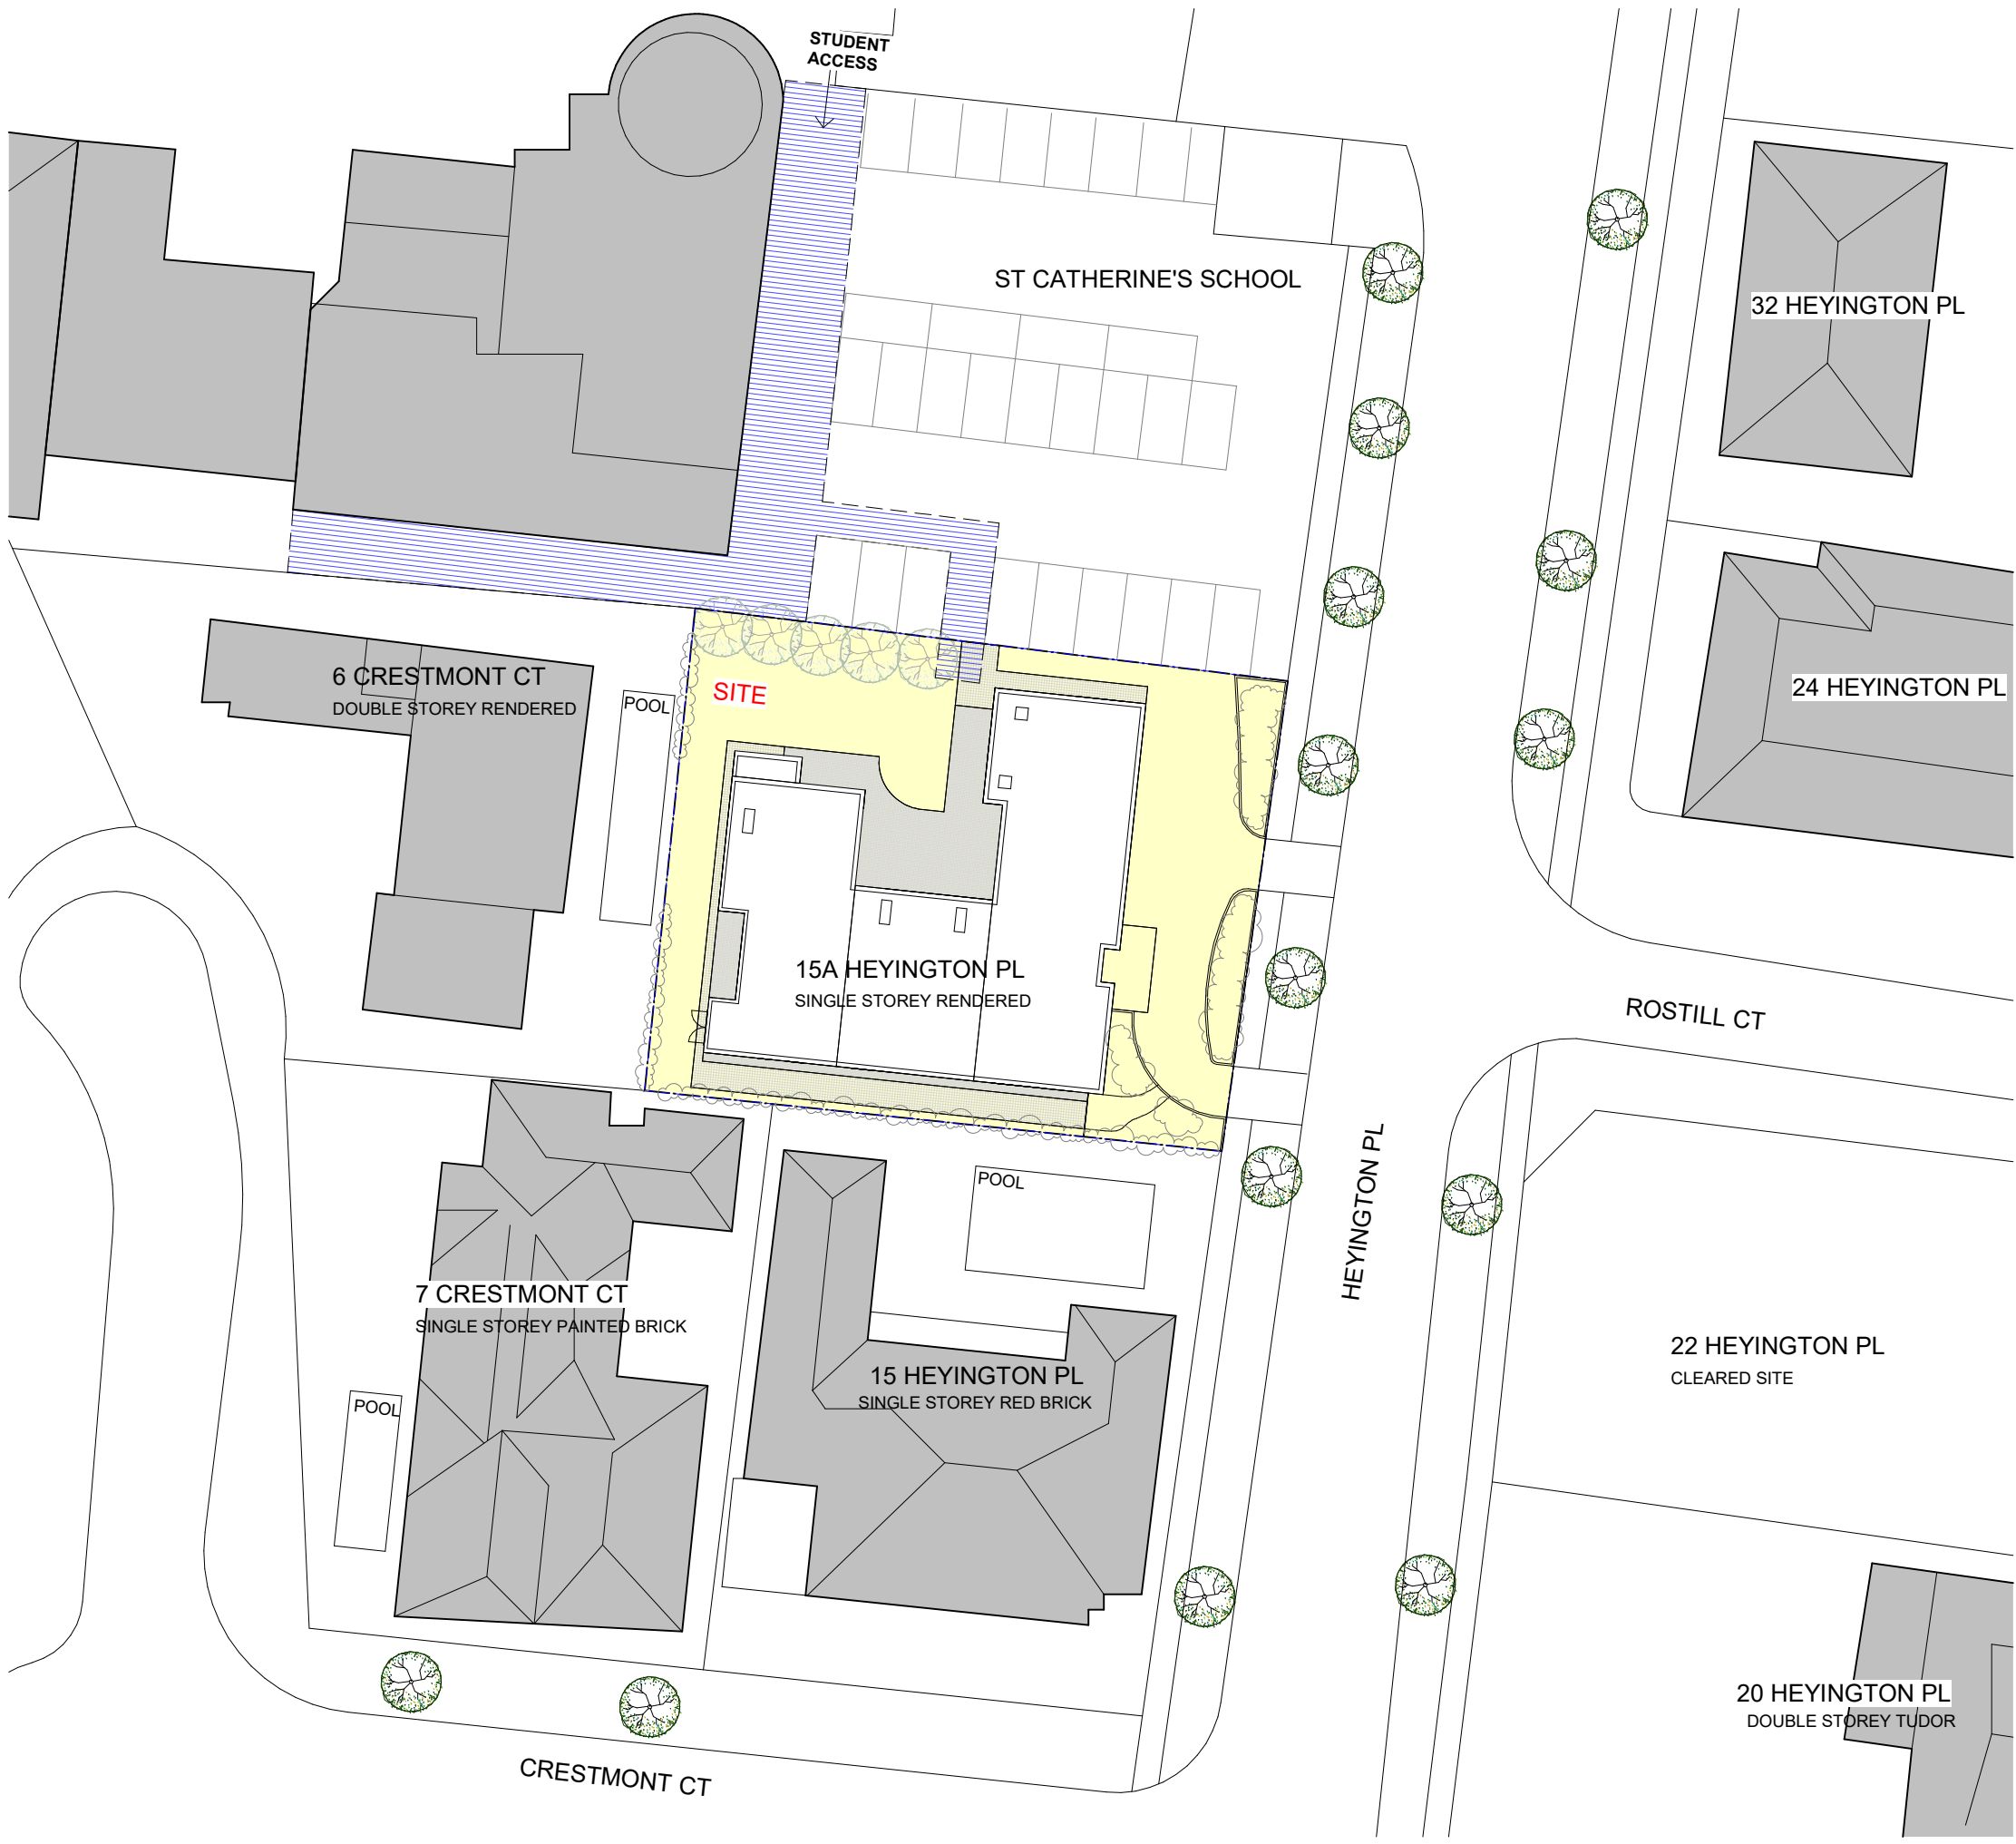 STUDENT
ACCESS
ST CATHERINE'S SCHOOL
32 HEYINGTON PL
6 CRESTMONT CT
DOUBLE STOREY RENDERED
POOL
SITE
24 HEYINGTON PL
15A HEYINGTON PL
SINGLE STOREY RENDERED
ROSTILL CT
HEYINGTON PL
POOL
7 CRESTMONT CT
SINGLE STOREY PAINTED BRICK
15 HEYINGTON PL
SINGLE STOREY RED BRICK
22 HEYINGTON PL
CLEARED SITE
POOL
20 HEYINGTON PL
DOUBLE STOREY TUDOR
CRESTMONT CT